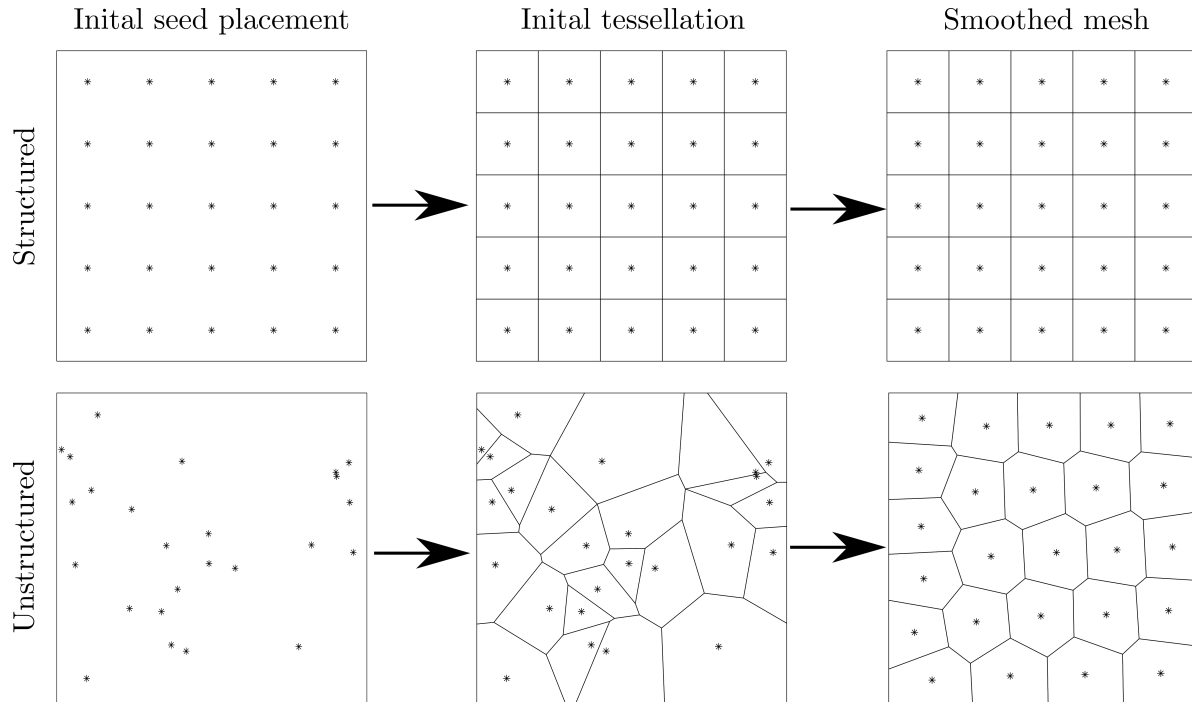 Inital seed placement
Inital tessellation
Smoothed mesh
Structured
Unstructured